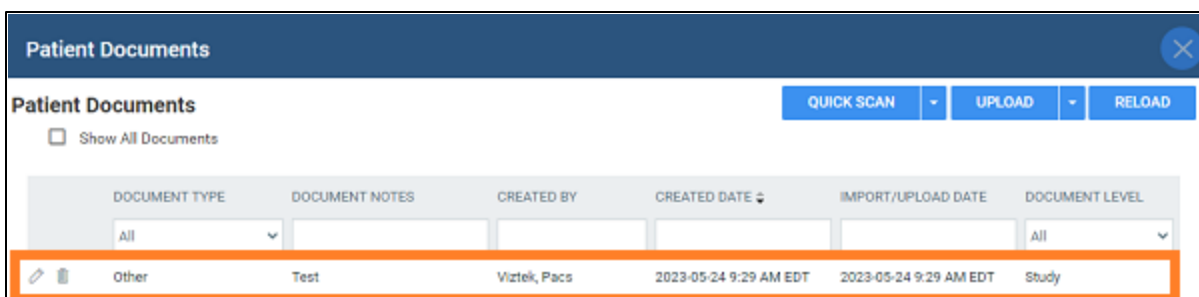 Patient Documents
Patient Documents QUICK SCAN UPLOAD RELOAD
Show All Documents
DOCUMENT TYPE DOCUMENT NOTES CREATED BY CREATED DATE IMPORT/UPLOAD DATE DOCUMENT LEVEL
All All
Other Test Viztek, Pacs 2023-05-24 9:29 AM EDT 2023-05-24 9:29 AM EDT Study